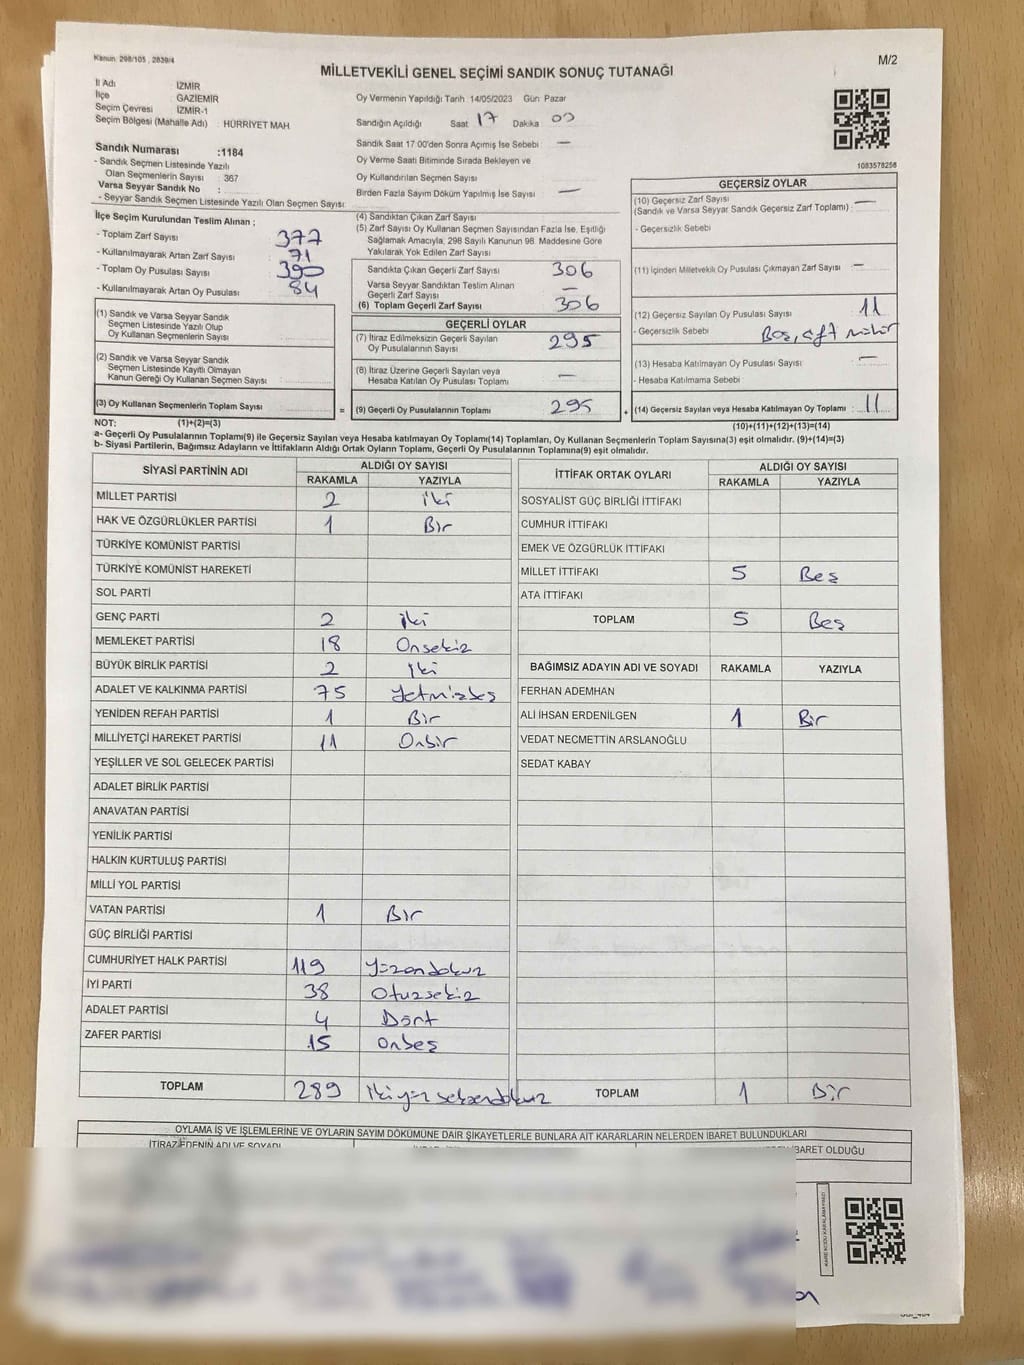 Kanun: 298/105 , 2839/4
M/2
MİLLETVEKİLİ GENEL SEÇİMİ SANDIK SONUÇ TUTANAĞI
İl Adı : İZMİR
İlçe : GAZİEMİR
Seçim Çevresi : İZMİR-1
Seçim Bölgesi (Mahalle Adı) : HÜRRİYET MAH.
Oy Vermenin Yapıldığı Tarih 14/05/2023 Gün Pazar
Sandığın Açıldığı Saat 17 Dakika 00
Sandık Saat 17:00'den Sonra Açımış İse Sebebi —
Oy Verme Saati Bitiminde Sırada Bekleyen ve
Oy Kullandırılan Seçmen Sayısı
Birden Fazla Sayım Döküm Yapılmış İse Sayısı —
1083578258
Sandık Numarası :1184
- Sandık Seçmen Listesinde Yazılı
Olan Seçmenlerin Sayısı : 367
Varsa Seyyar Sandık No :
- Seyyar Sandık Seçmen Listesinde Yazılı Olan Seçmen Sayısı :
İlçe Seçim Kurulundan Teslim Alınan ;
- Toplam Zarf Sayısı 377
- Kullanılmayarak Artan Zarf Sayısı : 71
- Toplam Oy Pusulası Sayısı : 390
- Kullanılmayarak Artan Oy Pusulası : 84
(4) Sandıktan Çıkan Zarf Sayısı
(5) Zarf Sayısı Oy Kullanan Seçmen Sayısından Fazla İse, Eşitliği
Sağlamak Amacıyla, 298 Sayılı Kanunun 98. Maddesine Göre
Yakılarak Yok Edilen Zarf Sayısı
Sandıkta Çıkan Geçerli Zarf Sayısı 306
Varsa Seyyar Sandıktan Teslim Alınan
Geçerli Zarf Sayısı —
(6) Toplam Geçerli Zarf Sayısı 306
GEÇERSİZ OYLAR
(10) Geçersiz Zarf Sayısı
(Sandık ve Varsa Seyyar Sandık Geçersiz Zarf Toplamı) : —
- Geçersizlik Sebebi
(11) İçinden Milletvekili Oy Pusulası Çıkmayan Zarf Sayısı : —
(12) Geçersiz Sayılan Oy Pusulası Sayısı : 11
- Geçersizlik Sebebi Boş, çift mühür
(13) Hesaba Katılmayan Oy Pusulası Sayısı : —
- Hesaba Katılmama Sebebi
(14) Geçersiz Sayılan veya Hesaba Katılmayan Oy Toplamı : 11
(10)+(11)+(12)+(13)=(14)
(1) Sandık ve Varsa Seyyar Sandık
Seçmen Listesinde Yazılı Olup
Oy Kullanan Seçmenlerin Sayısı :
(2) Sandık ve Varsa Seyyar Sandık
Seçmen Listesinde Kayıtlı Olmayan
Kanun Gereği Oy Kullanan Seçmen Sayısı :
(3) Oy Kullanan Seçmenlerin Toplam Sayısı :
GEÇERLİ OYLAR
(7) İtiraz Edilmeksizin Geçerli Sayılan
Oy Pusulalarının Sayısı 295
(8) İtiraz Üzerine Geçerli Sayılan veya
Hesaba Katılan Oy Pusulası Toplamı —
= (9) Geçerli Oy Pusulalarının Toplamı 295 +
NOT: (1)+(2)=(3)
a- Geçerli Oy Pusulalarının Toplamı(9) ile Geçersiz Sayılan veya Hesaba katılmayan Oy Toplamı(14) Toplamları, Oy Kullanan Seçmenlerin Toplam Sayısına(3) eşit olmalıdır. (9)+(14)=(3)
b- Siyasi Partilerin, Bağımsız Adayların ve İttifakların Aldığı Ortak Oyların Toplamı, Geçerli Oy Pusulalarının Toplamına(9) eşit olmalıdır.
SİYASİ PARTİNİN ADI ALDIĞI OY SAYISI
RAKAMLA YAZIYLA
MİLLET PARTİSİ 2 iki
HAK VE ÖZGÜRLÜKLER PARTİSİ 1 Bir
TÜRKİYE KOMÜNİST PARTİSİ
TÜRKİYE KOMÜNİST HAREKETİ
SOL PARTİ
GENÇ PARTİ 2 iki
MEMLEKET PARTİSİ 18 Onsekiz
BÜYÜK BİRLİK PARTİSİ 2 iki
ADALET VE KALKINMA PARTİSİ 75 Yetmişbeş
YENİDEN REFAH PARTİSİ 1 Bir
MİLLİYETÇİ HAREKET PARTİSİ 11 Onbir
YEŞİLLER VE SOL GELECEK PARTİSİ
ADALET BİRLİK PARTİSİ
ANAVATAN PARTİSİ
YENİLİK PARTİSİ
HALKIN KURTULUŞ PARTİSİ
MİLLİ YOL PARTİSİ
VATAN PARTİSİ 1 Bir
GÜÇ BİRLİĞİ PARTİSİ
CUMHURİYET HALK PARTİSİ 119 Yüzondokuz
İYİ PARTİ 38 Otuzsekiz
ADALET PARTİSİ 4 Dört
ZAFER PARTİSİ 15 Onbeş
TOPLAM 289 ikiyüzseksendokuz
İTTİFAK ORTAK OYLARI ALDIĞI OY SAYISI
RAKAMLA YAZIYLA
SOSYALİST GÜÇ BİRLİĞİ İTTİFAKI
CUMHUR İTTİFAKI
EMEK VE ÖZGÜRLÜK İTTİFAKI
MİLLET İTTİFAKI 5 Beş
ATA İTTİFAKI
TOPLAM 5 Beş
BAĞIMSIZ ADAYIN ADI VE SOYADI RAKAMLA YAZIYLA
FERHAN ADEMHAN
ALİ İHSAN ERDENİLGEN 1 Bir
VEDAT NECMETTİN ARSLANOĞLU
SEDAT KABAY
TOPLAM 1 Bir
OYLAMA İŞ VE İŞLEMLERİNE VE OYLARIN SAYIM DÖKÜMÜNE DAİR ŞİKAYETLERLE BUNLARA AİT KARARLARIN NELERDEN İBARET BULUNDUKLARI
İTİRAZ EDENİN ADI VE SOYADI
İBARET OLDUĞU